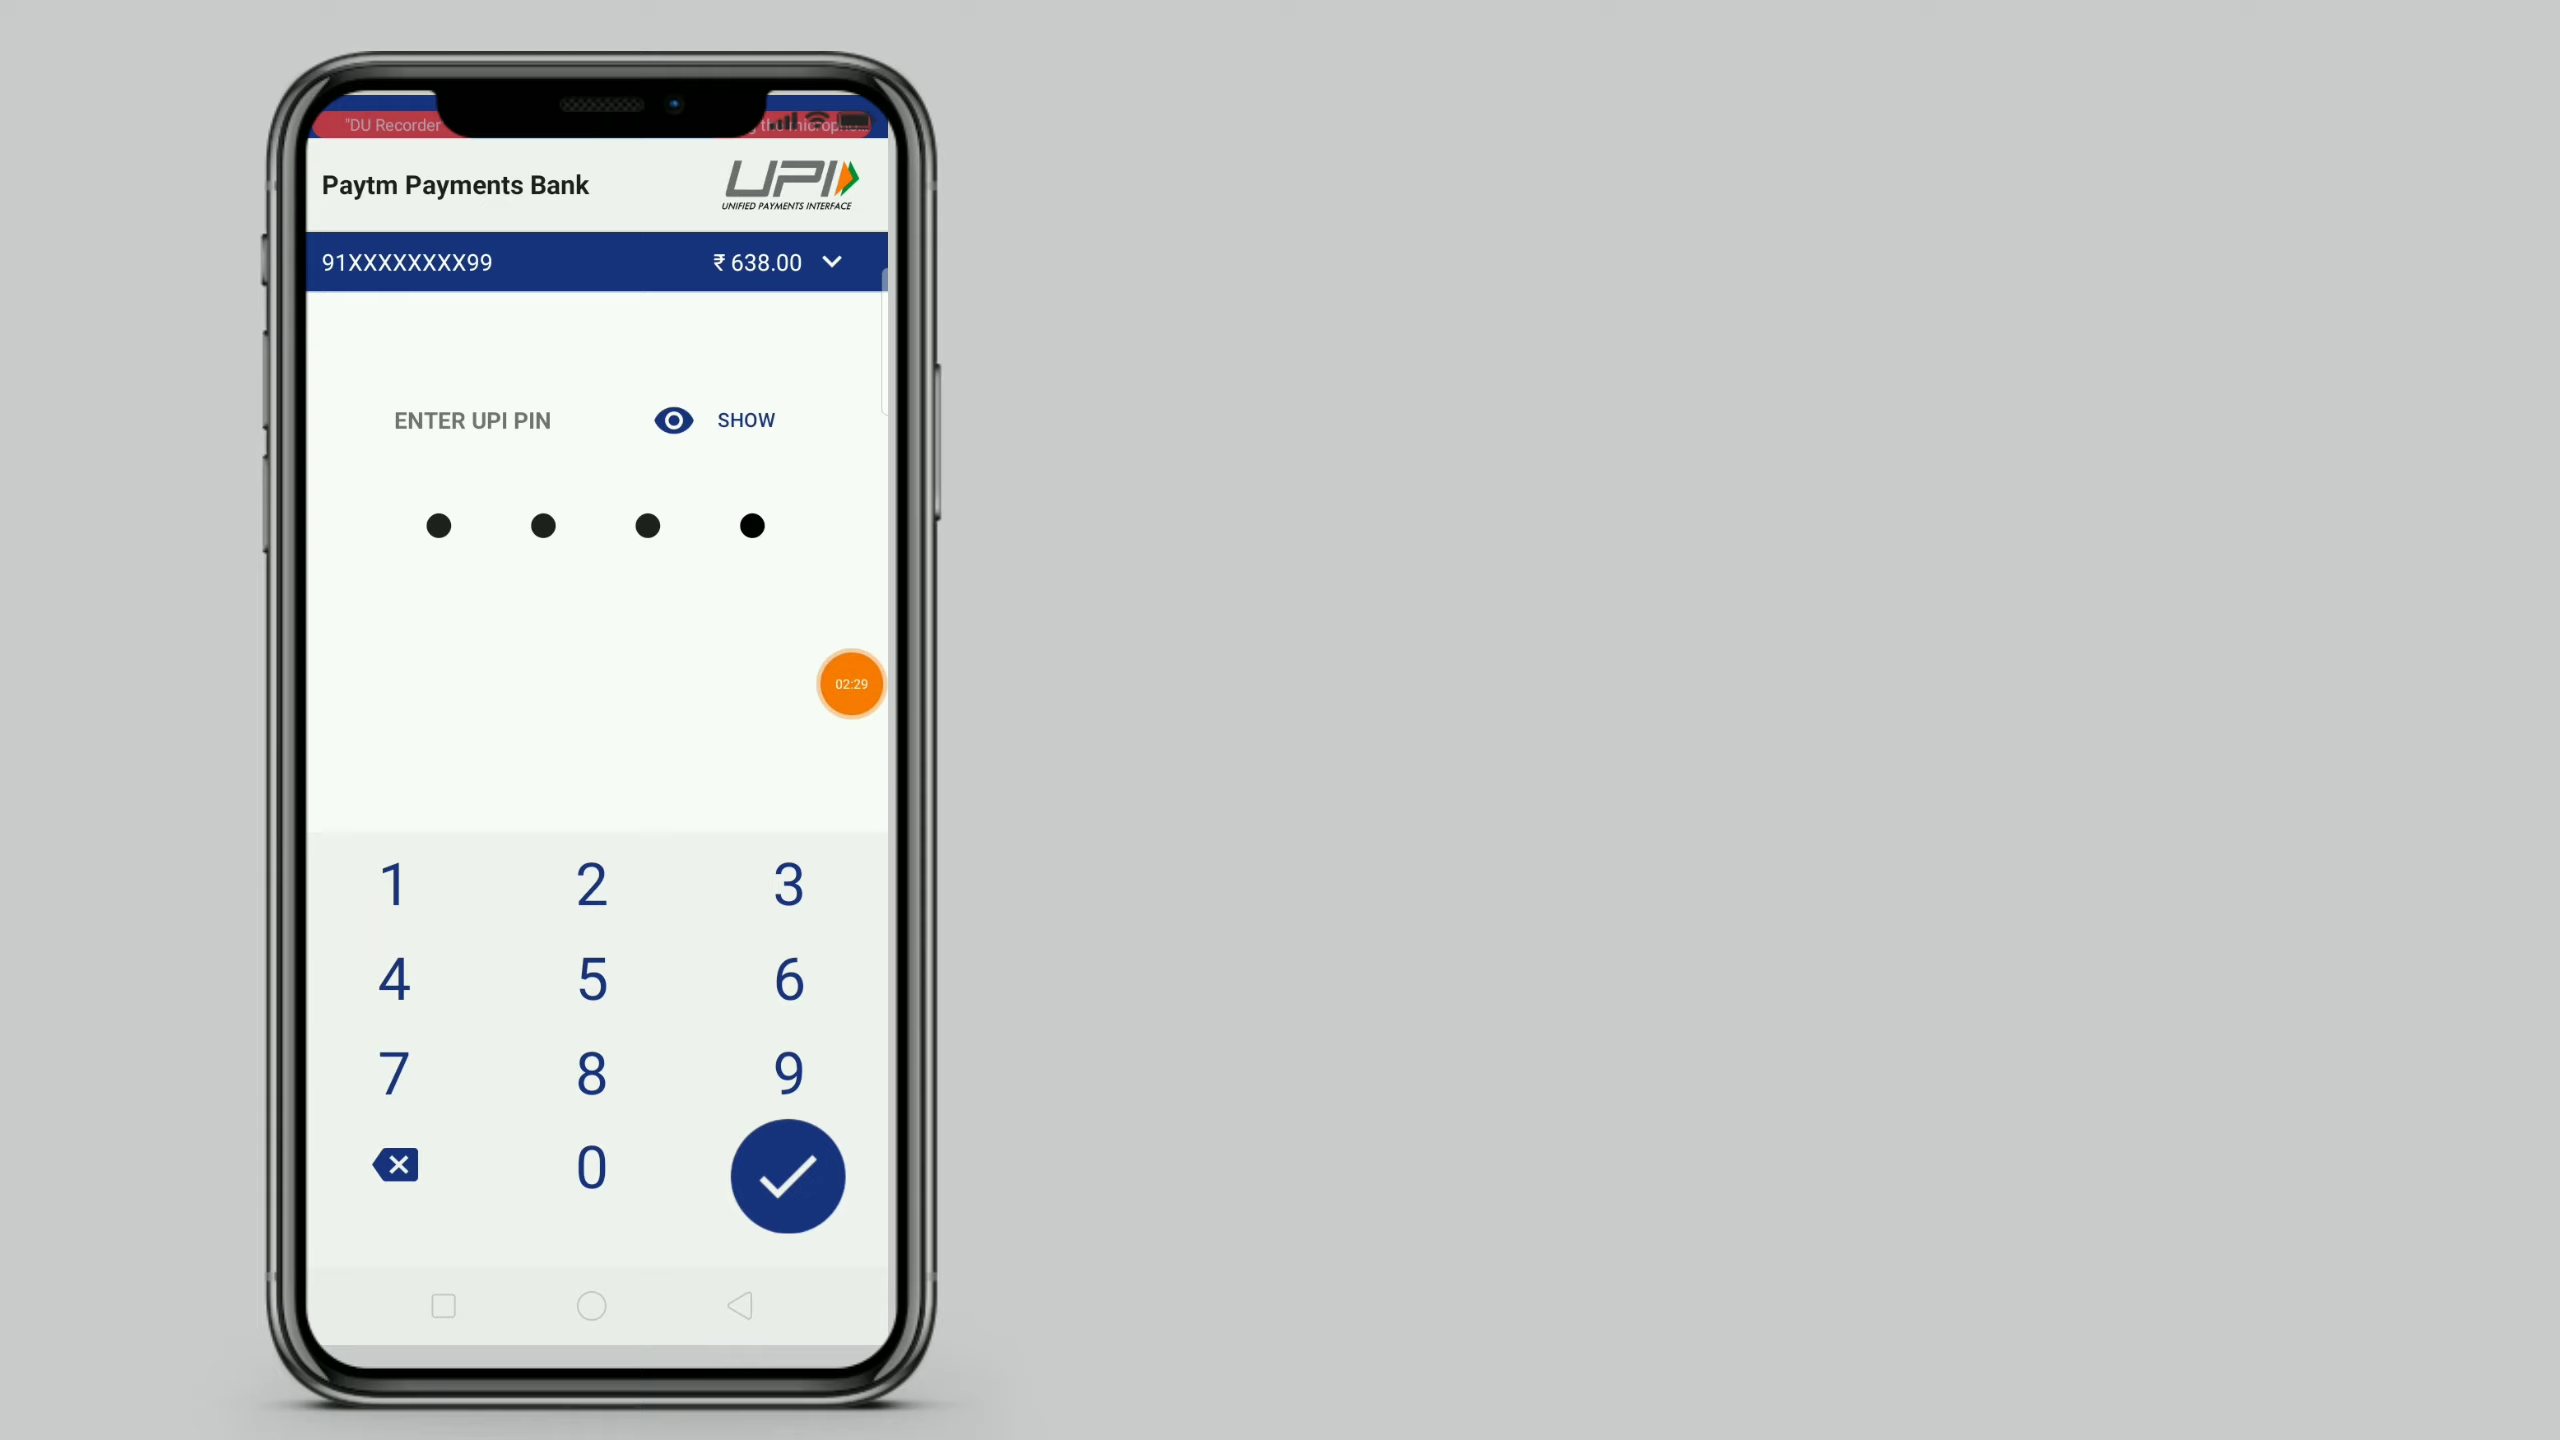 "DU Recorder
Paytm Payments Bank
UPI
UNIFIED PAYMENTS INTERFACE
91XXXXXXXX99 ₹ 638.00
ENTER UPI PIN SHOW
02:29
1 2 3
4 5 6
7 8 9
0